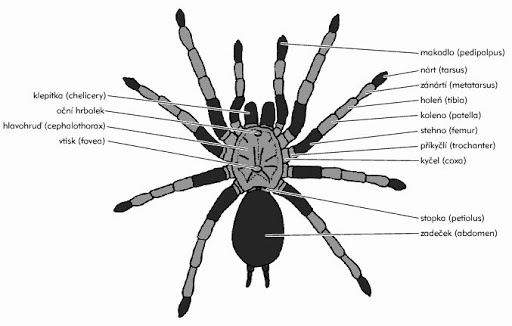 klepítka (chelicery)
oční hrbolek
hlavohruď (cephalothorax)
vtisk (fovea)
makadlo (pedipalpus)
nárt (tarsus)
zánártí (metatarsus)
holeň (tibia)
koleno (patella)
stehno (femur)
příkyčlí (trochanter)
kyčel (coxa)
stopka (petiolus)
zadeček (abdomen)